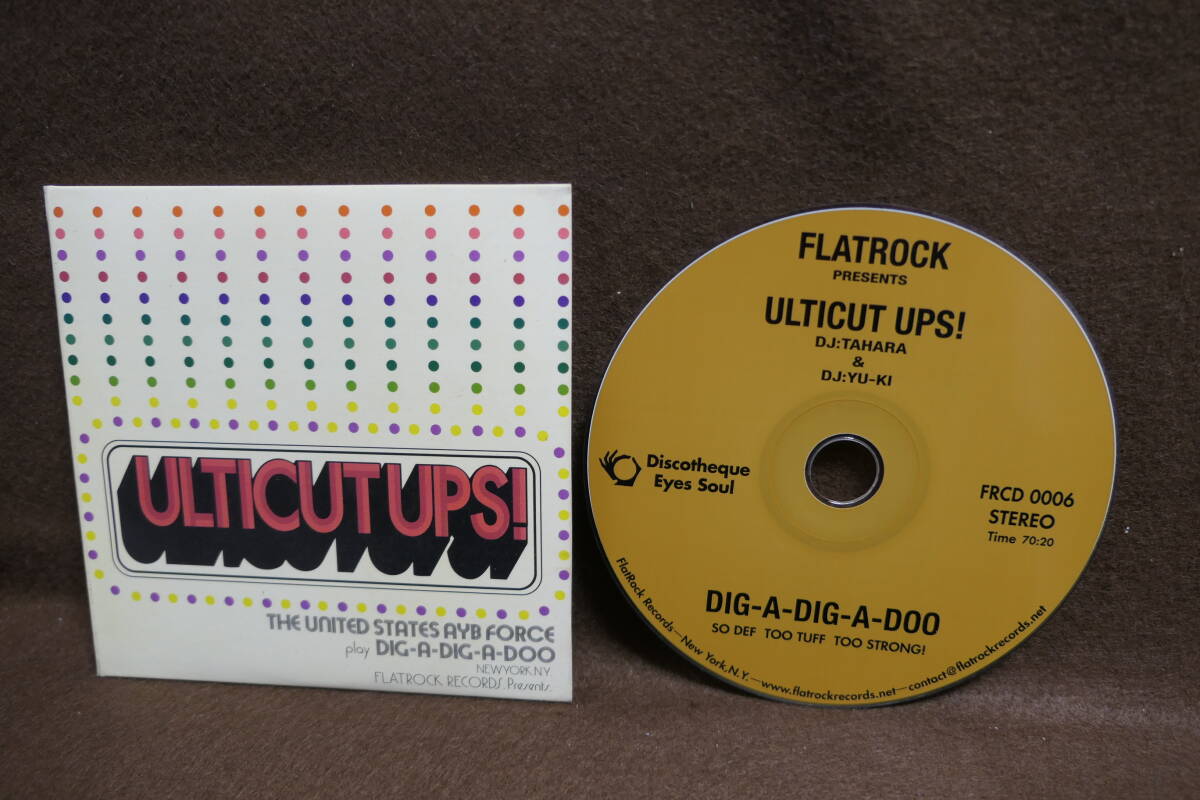 ULTICUT UPS!
THE UNITED STATES AYB FORCE
play DIG-A-DIG-A-DOO
NEWYORK.N.Y.
FLATROCK RECORDS. Presents.
FLATROCK
PRESENTS
ULTICUT UPS!
DJ:TAHARA
&
DJ:YU-KI
Discotheque
Eyes Soul
FRCD 0006
STEREO
Time 70:20
DIG-A-DIG-A-DOO
SO DEF TOO TUFF TOO STRONG!
FlatRock Records—New York,N.Y.—www.flatrockrecords.net—contact@flatrockrecords.net